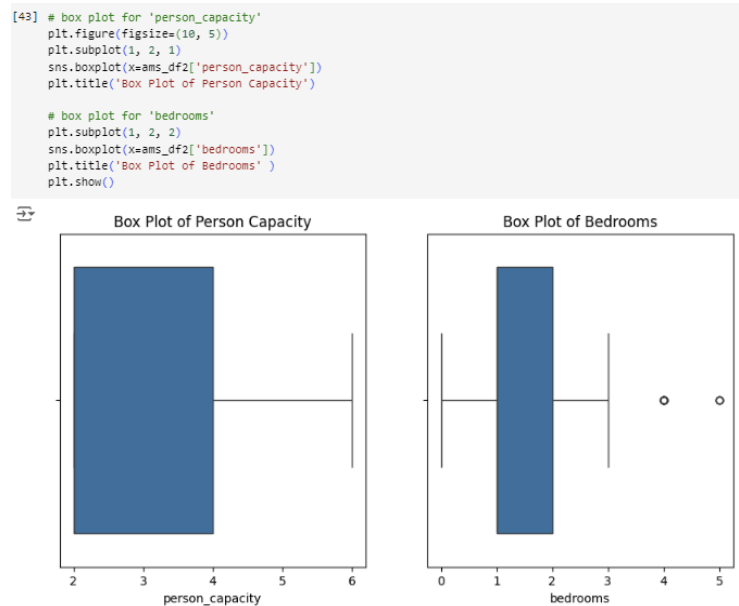 [43] # box plot for 'person_capacity'
plt.figure(figsize=(10, 5))
plt.subplot(1, 2, 1)
sns.boxplot(x=ams_df2['person_capacity'])
plt.title('Box Plot of Person Capacity')
# box plot for 'bedrooms'
plt.subplot(1, 2, 2)
sns.boxplot(x=ams_df2['bedrooms'])
plt.title('Box Plot of Bedrooms' )
plt.show()
Box Plot of Person Capacity
2 3 4 5 6
person_capacity
Box Plot of Bedrooms
0 1 2 3 4 5
bedrooms